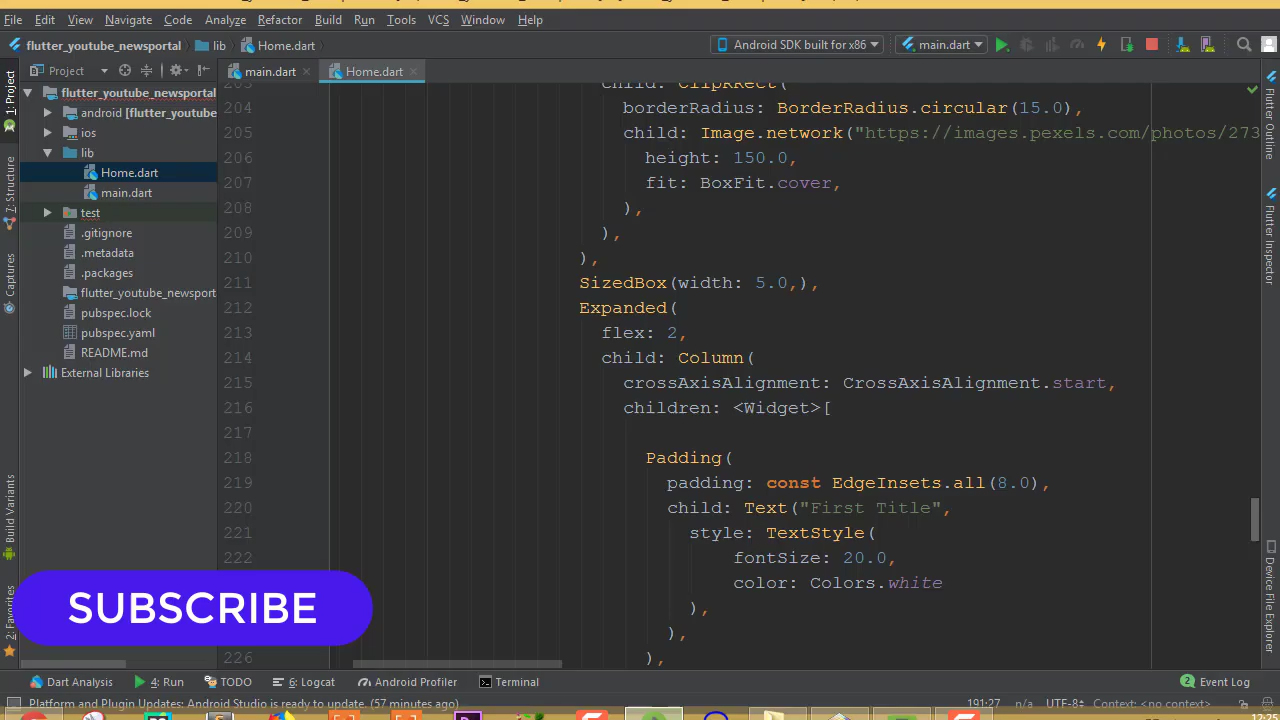 File Edit View Navigate Code Analyze Refactor Build Run Tools VCS Window Help
flutter_youtube_newsportal lib Home.dart Android SDK built for x86 main.dart
Project main.dart Home.dart
1: Project
7: Structure
Captures
Build Variants
2: Favorites
flutter_youtube_newsportal
android [flutter_youtube
ios
lib
Home.dart
main.dart
test
.gitignore
.metadata
.packages
flutter_youtube_newsport
pubspec.lock
pubspec.yaml
README.md
External Libraries
203 child: ClipRRect(
204 borderRadius: BorderRadius.circular(15.0),
205 child: Image.network("https://images.pexels.com/photos/273
206 height: 150.0,
207 fit: BoxFit.cover,
208 ),
209 ),
210 ),
211 SizedBox(width: 5.0,),
212 Expanded(
213 flex: 2,
214 child: Column(
215 crossAxisAlignment: CrossAxisAlignment.start,
216 children: <Widget>[
217
218 Padding(
219 padding: const EdgeInsets.all(8.0),
220 child: Text("First Title",
221 style: TextStyle(
222 fontSize: 20.0,
color: Colors.white
),
),
226 ),
SUBSCRIBE
Flutter Outline
Flutter Inspector
Device File Explorer
Dart Analysis 4: Run TODO 6: Logcat Android Profiler Terminal Event Log
Platform and Plugin Updates: Android Studio is ready to update. (57 minutes ago) 191:27 n/a UTF-8 Context: <no context>
12:25